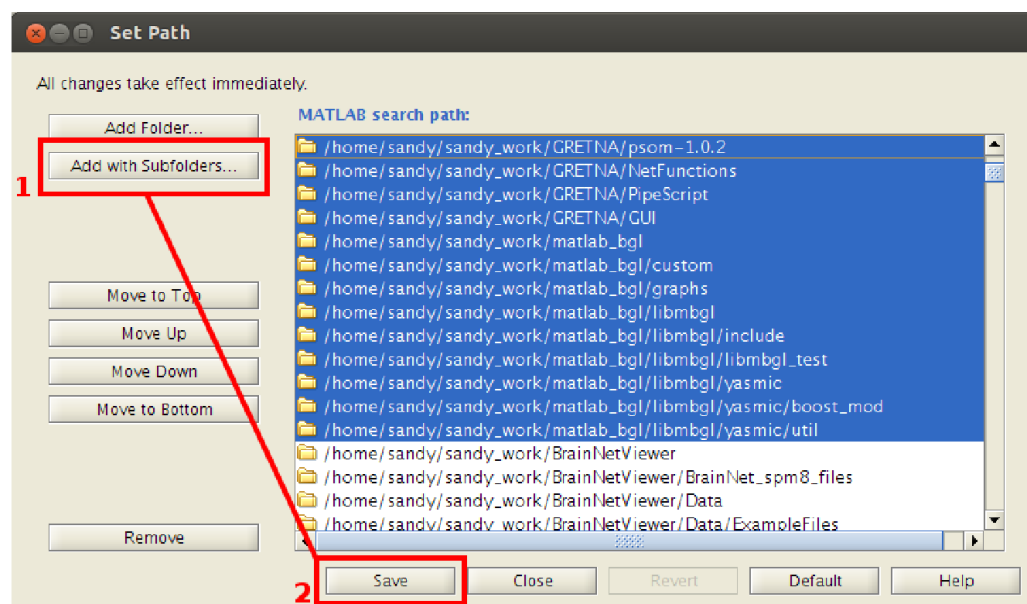 Set Path
All changes take effect immediately.
MATLAB search path:
Add Folder...
1
Add with Subfolders...
Move to Top
Move Up
Move Down
Move to Bottom
Remove
/home/sandy/sandy_work/GRETNA/psom-1.0.2
/home/sandy/sandy_work/GRETNA/NetFunctions
/home/sandy/sandy_work/GRETNA/PipeScript
/home/sandy/sandy_work/GRETNA/GUI
/home/sandy/sandy_work/matlab_bgl
/home/sandy/sandy_work/matlab_bgl/custom
/home/sandy/sandy_work/matlab_bgl/graphs
/home/sandy/sandy_work/matlab_bgl/libmbgl
/home/sandy/sandy_work/matlab_bgl/libmbgl/include
/home/sandy/sandy_work/matlab_bgl/libmbgl/libmbgl_test
/home/sandy/sandy_work/matlab_bgl/libmbgl/yasmic
/home/sandy/sandy_work/matlab_bgl/libmbgl/yasmic/boost_mod
/home/sandy/sandy_work/matlab_bgl/libmbgl/yasmic/util
/home/sandy/sandy_work/BrainNetViewer
/home/sandy/sandy_work/BrainNetViewer/BrainNet_spm8_files
/home/sandy/sandy_work/BrainNetViewer/Data
/home/sandy/sandy_work/BrainNetViewer/Data/ExampleFiles
2
Save
Close
Revert
Default
Help